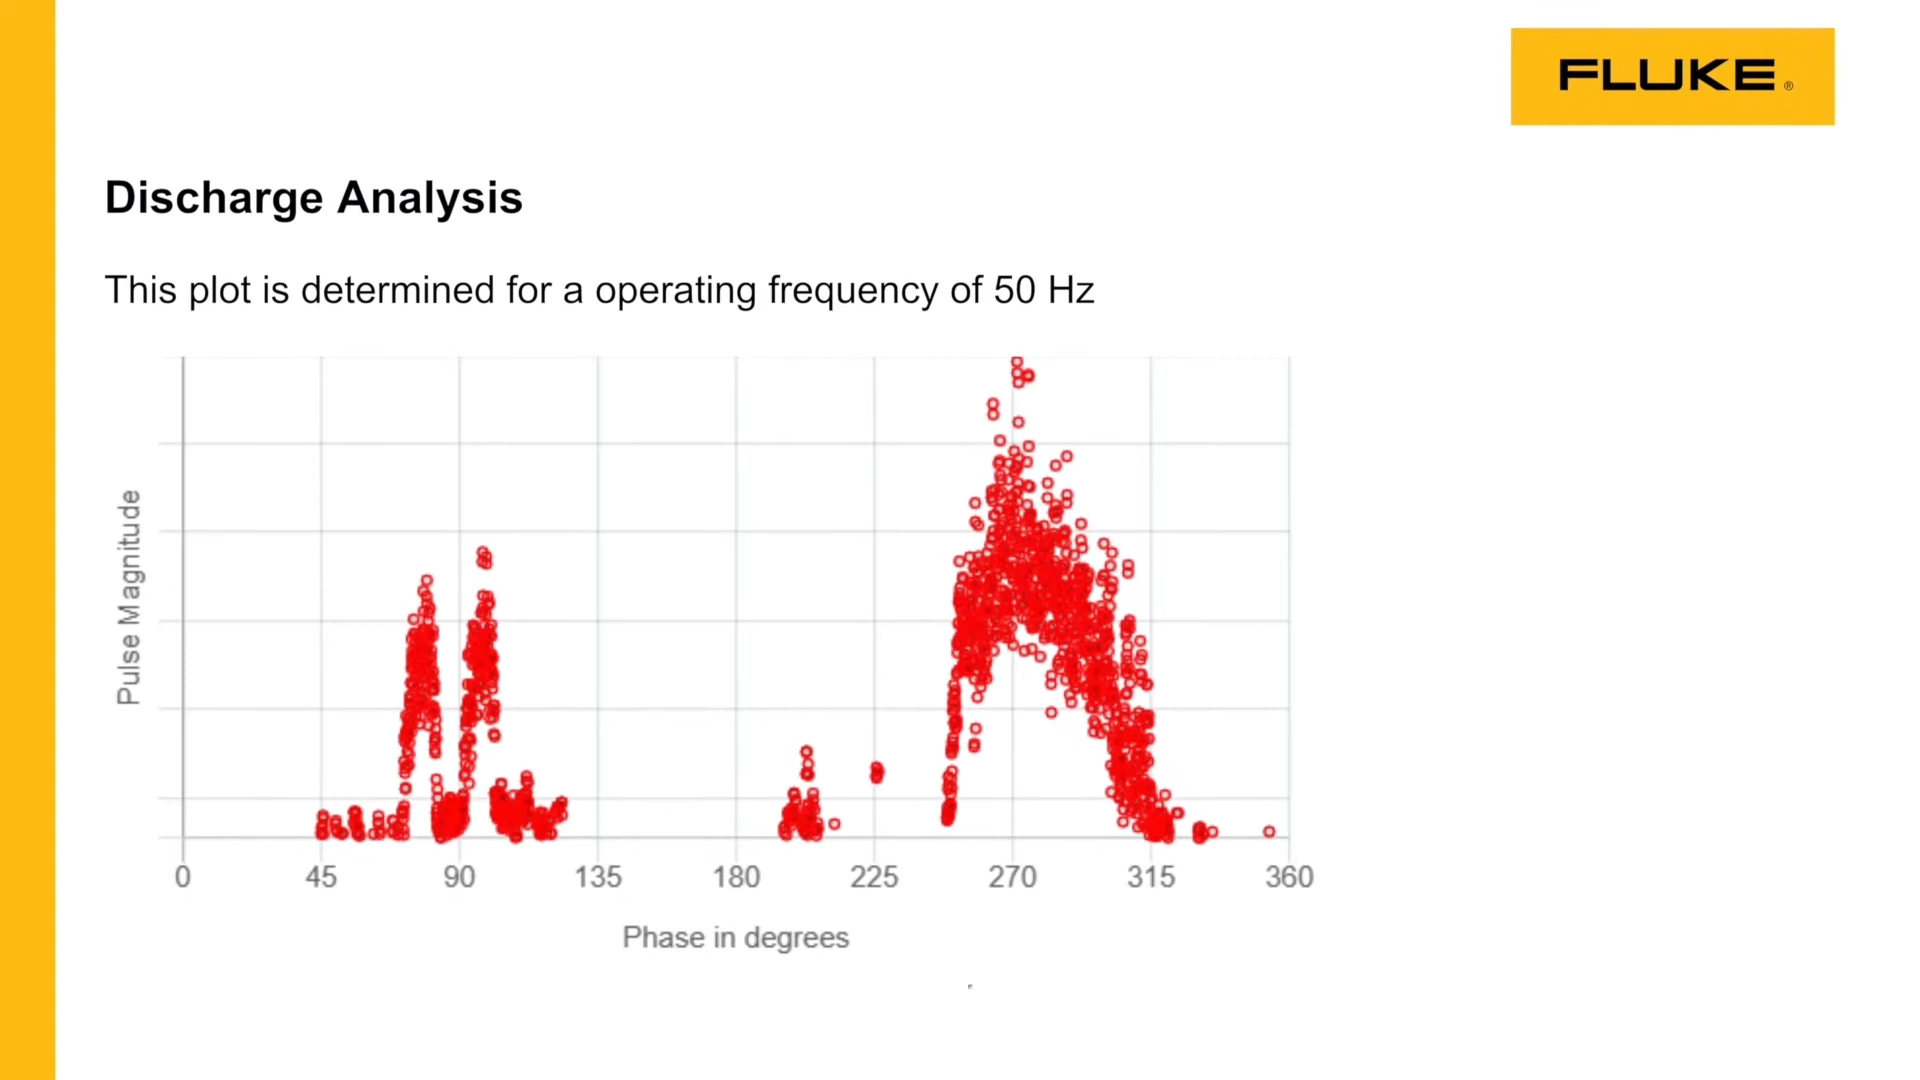 FLUKE®
Discharge Analysis
This plot is determined for a operating frequency of 50 Hz
Pulse Magnitude
0 45 90 135 180 225 270 315 360
Phase in degrees